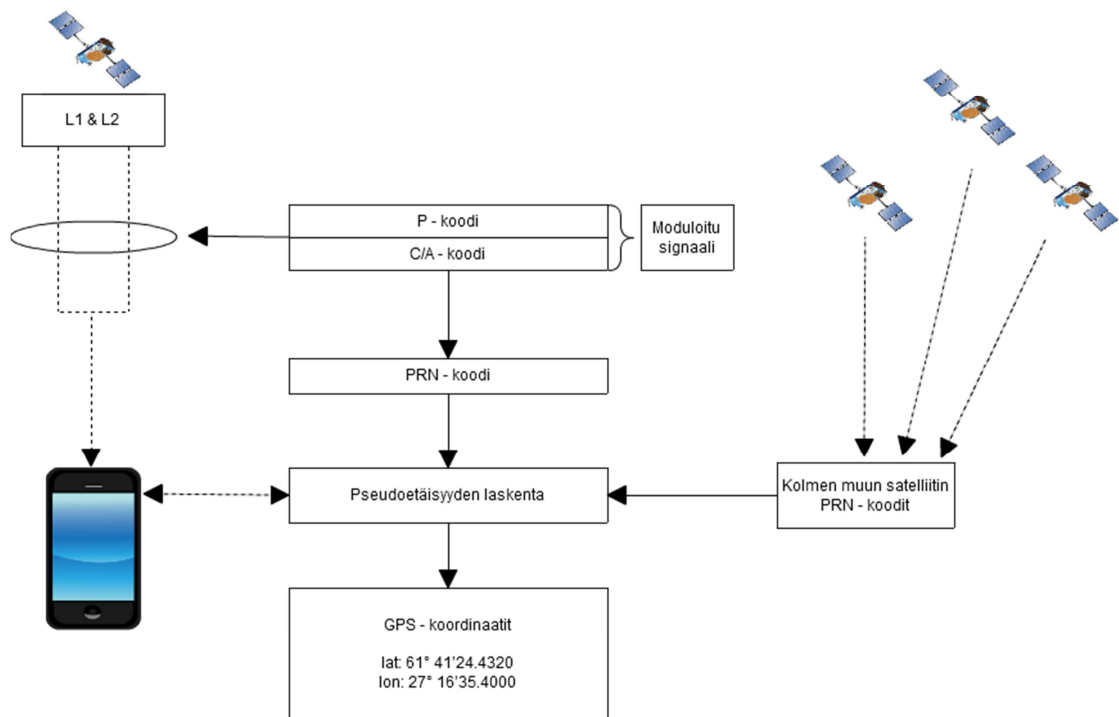 L1 & L2
P - koodi
C/A - koodi
Moduloitu
signaali
PRN - koodi
Pseudoetäisyyden laskenta
Kolmen muun satelliitin
PRN - koodit
GPS - koordinaatit
lat: 61° 41'24.4320
lon: 27° 16'35.4000